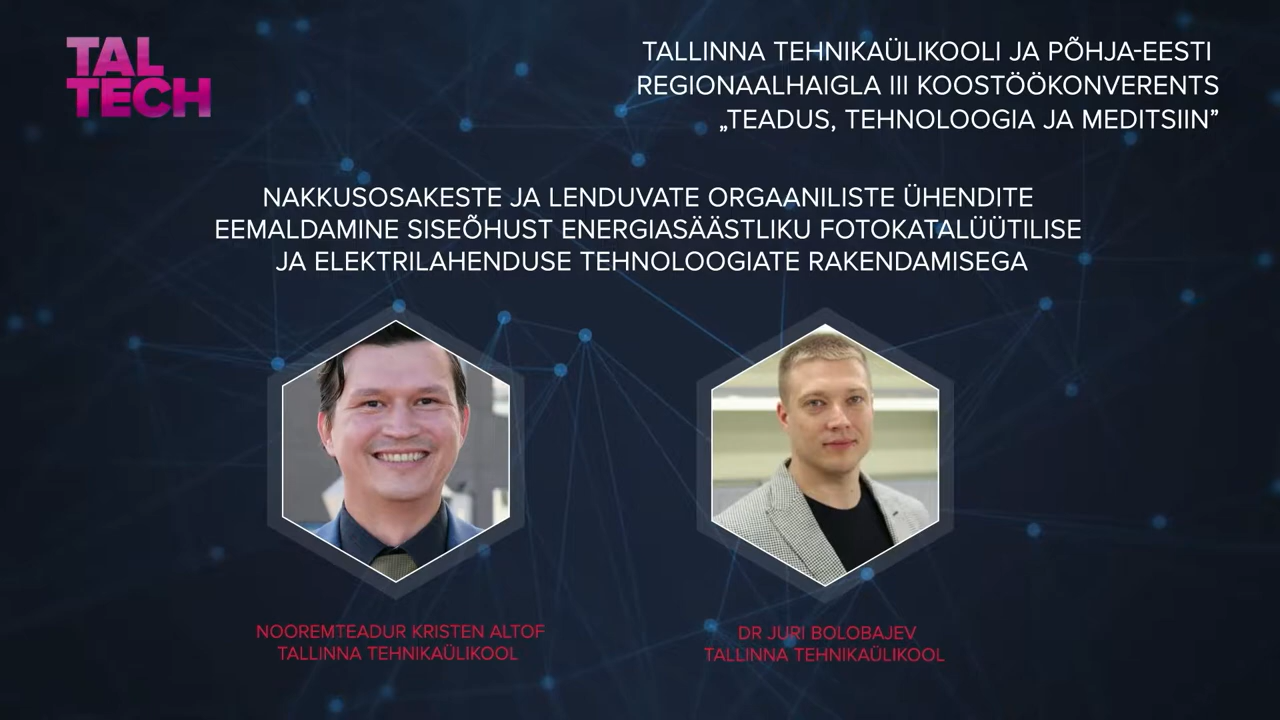 TAL
TECH
TALLINNA TEHNIKAÜLIKOOLI JA PÕHJA-EESTI
REGIONAALHAIGLA III KOOSTÖÖKONVERENTS
„TEADUS, TEHNOLOOGIA JA MEDITSIIN”
NAKKUSOSAKESTE JA LENDUVATE ORGAANILISTE ÜHENDITE
EEMALDAMINE SISEÕHUST ENERGIASÄÄSTLIKU FOTOKATALÜÜTILISE
JA ELEKTRILAHENDUSE TEHNOLOOGIATE RAKENDAMISEGA
NOOREMTEADUR KRISTEN ALTOF
TALLINNA TEHNIKAÜLIKOOL
DR JURI BOLOBAJEV
TALLINNA TEHNIKAÜLIKOOL